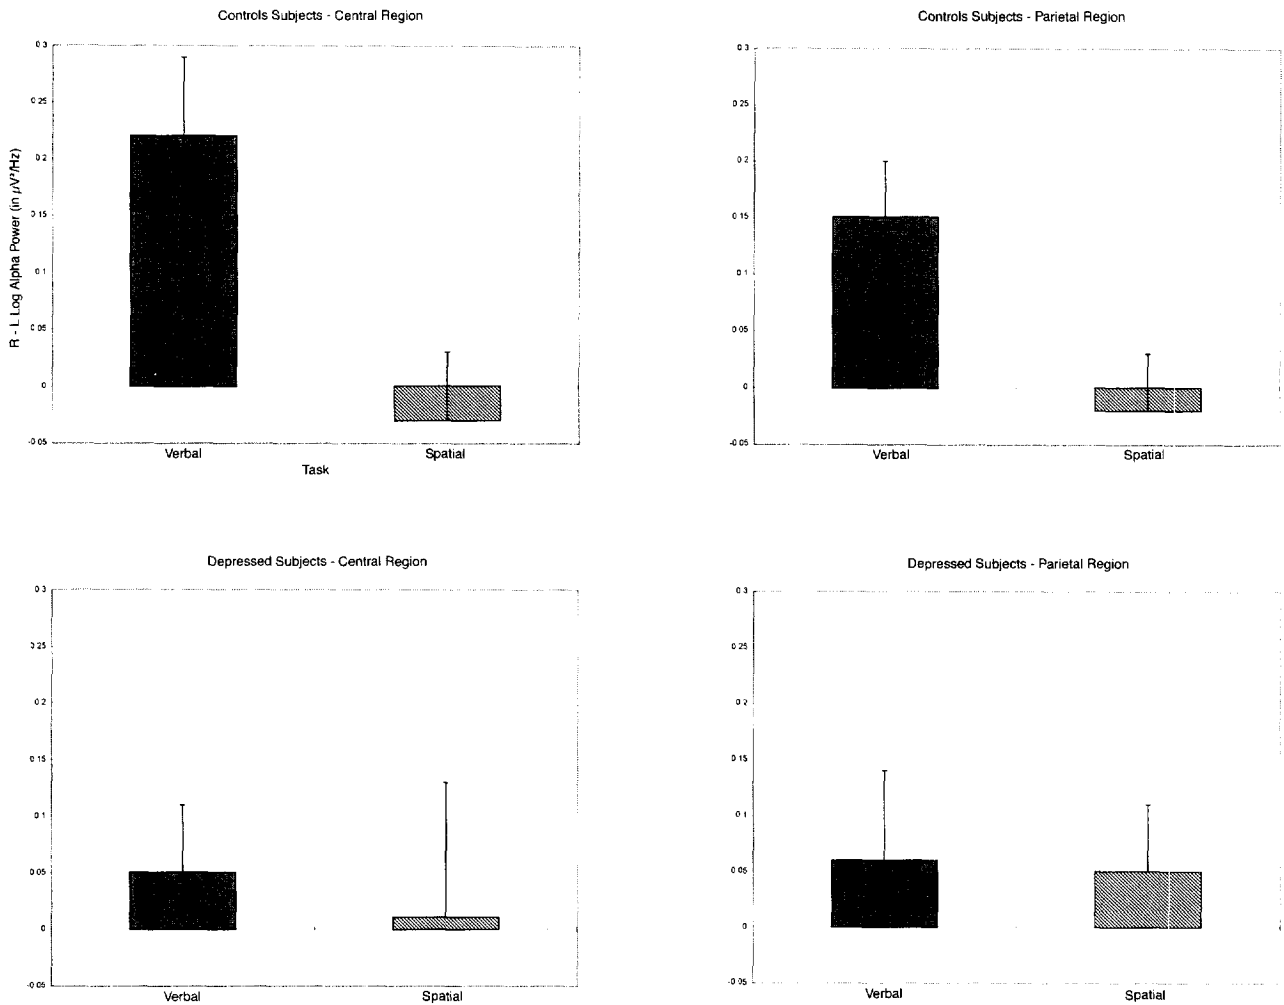 Controls Subjects - Central Region
R - L Log Alpha Power (in µV²/Hz)
0.3
0.25
0.2
0.15
0.1
0.05
0
-0.05
Verbal
Spatial
Task
Controls Subjects - Parietal Region
0.3
0.25
0.2
0.15
0.1
0.05
0
-0.05
Verbal
Spatial
Depressed Subjects - Central Region
0.3
0.25
0.2
0.15
0.1
0.05
0
-0.05
Verbal
Spatial
Depressed Subjects - Parietal Region
0.3
0.25
0.2
0.15
0.1
0.05
0
-0.05
Verbal
Spatial